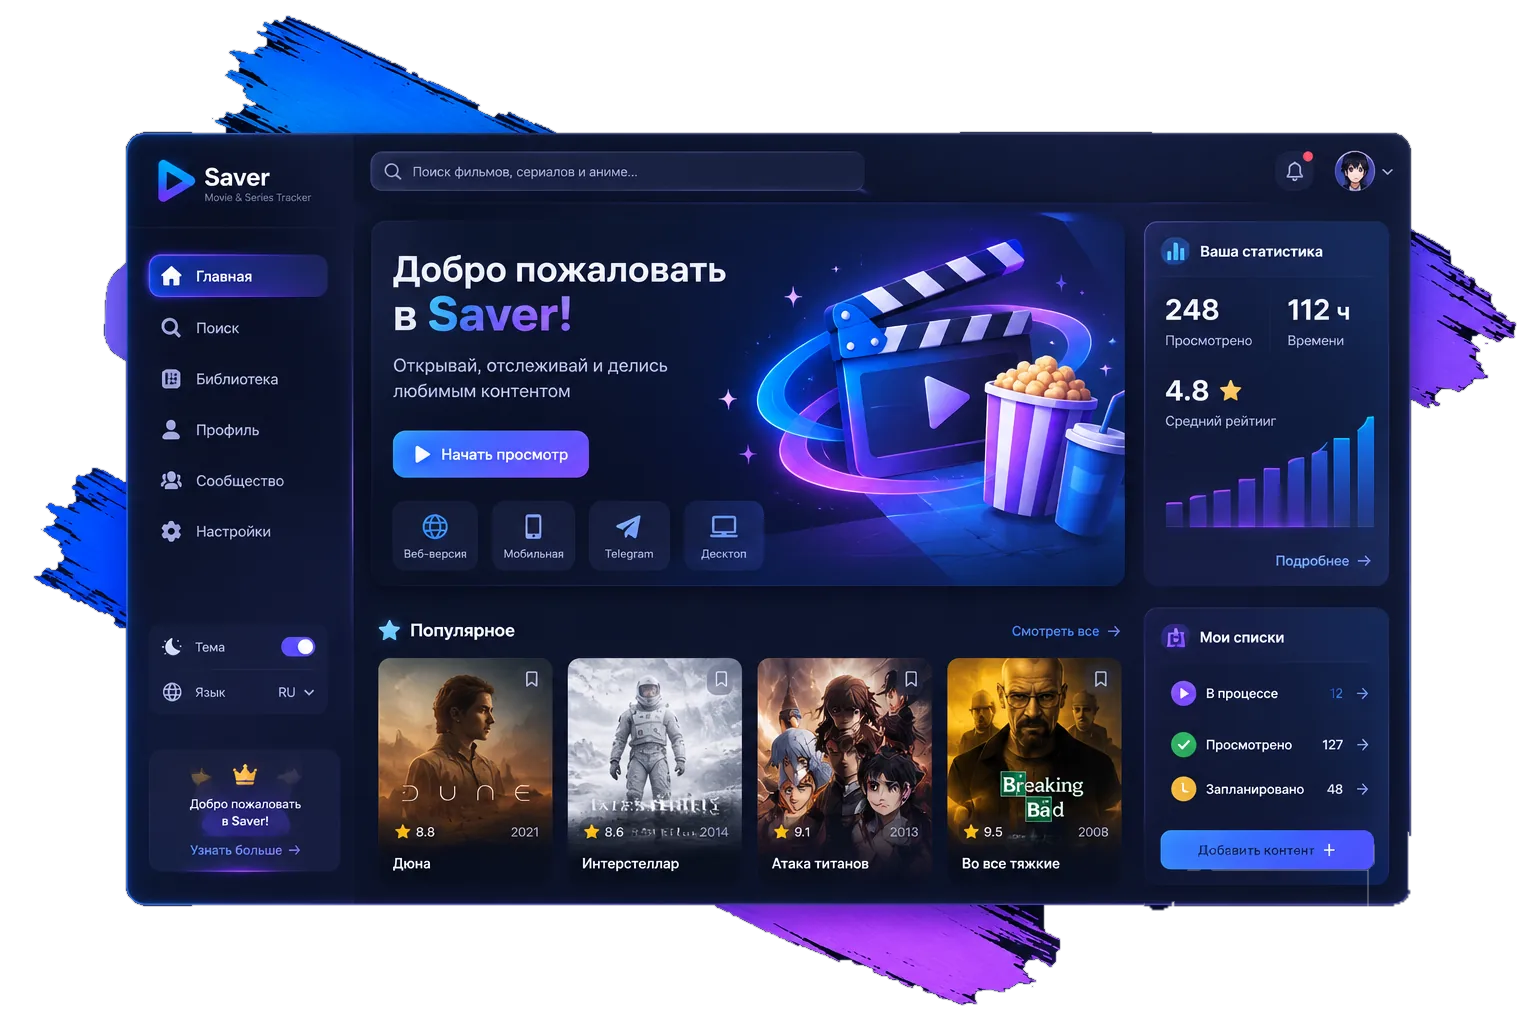 Saver
Movie & Series Tracker
Поиск фильмов, сериалов и аниме...
Главная
Поиск
Библиотека
Профиль
Сообщество
Настройки
Тема
Язык
RU
Добро пожаловать
в Saver!
Узнать больше →
Добро пожаловать
в Saver!
Открывай, отслеживай и делись
любимым контентом
Начать просмотр
Веб-версия
Мобильная
Telegram
Десктоп
Популярное
Смотреть все →
DUNE
8.8
2021
Дюна
8.6
2014
Интерстеллар
9.1
2013
Атака титанов
Breaking
Bad
9.5
2008
Во все тяжкие
Ваша статистика
248
Просмотрено
112 ч
Времени
4.8
Средний рейтинг
Подробнее →
Мои списки
В процессе
12 →
Просмотрено
127 →
Запланировано
48 →
Добавить контент +